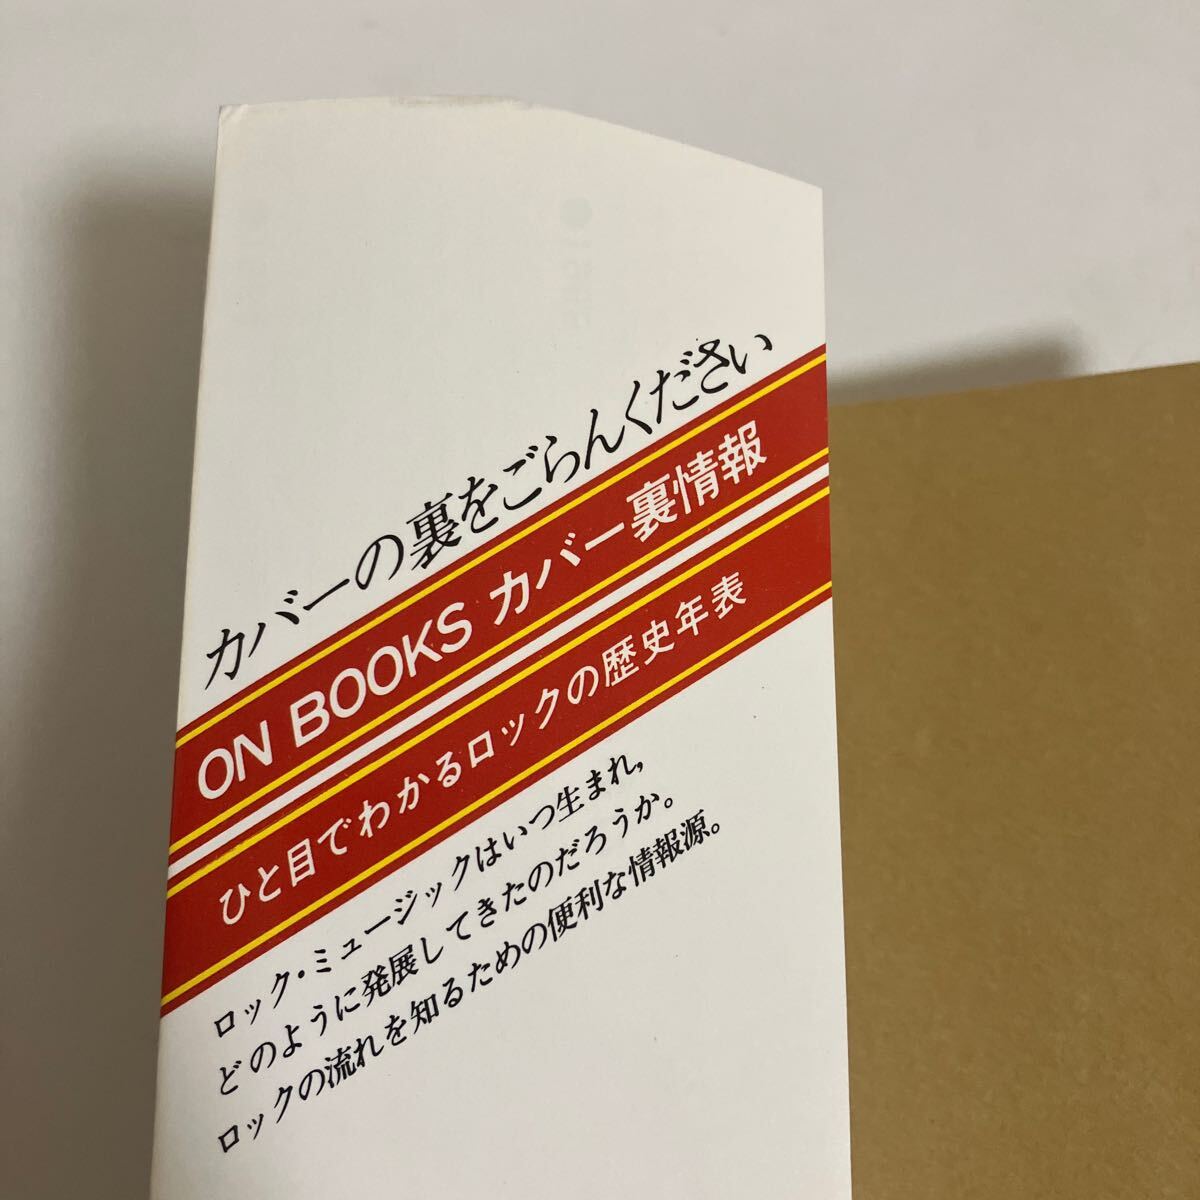 カバーの裏をごらんください
ON BOOKS カバー裏情報
ひと目でわかるロックの歴史年表
ロック・ミュージックはいつ生まれ,
どのように発展してきたのだろうか。
ロックの流れを知るための便利な情報源。